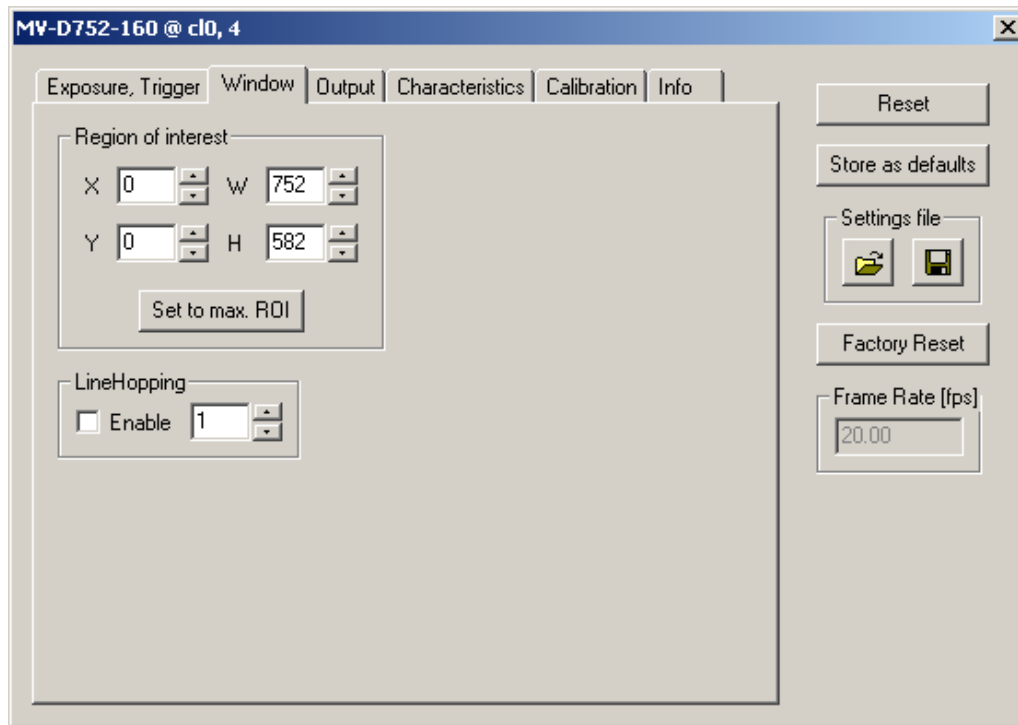 MV-D752-160 @ cl0, 4
Exposure, Trigger Window Output Characteristics Calibration Info
Region of interest
X 0 W 752
Y 0 H 582
Set to max. ROI
LineHopping
Enable 1
Reset
Store as defaults
Settings file
Factory Reset
Frame Rate [fps]
20.00